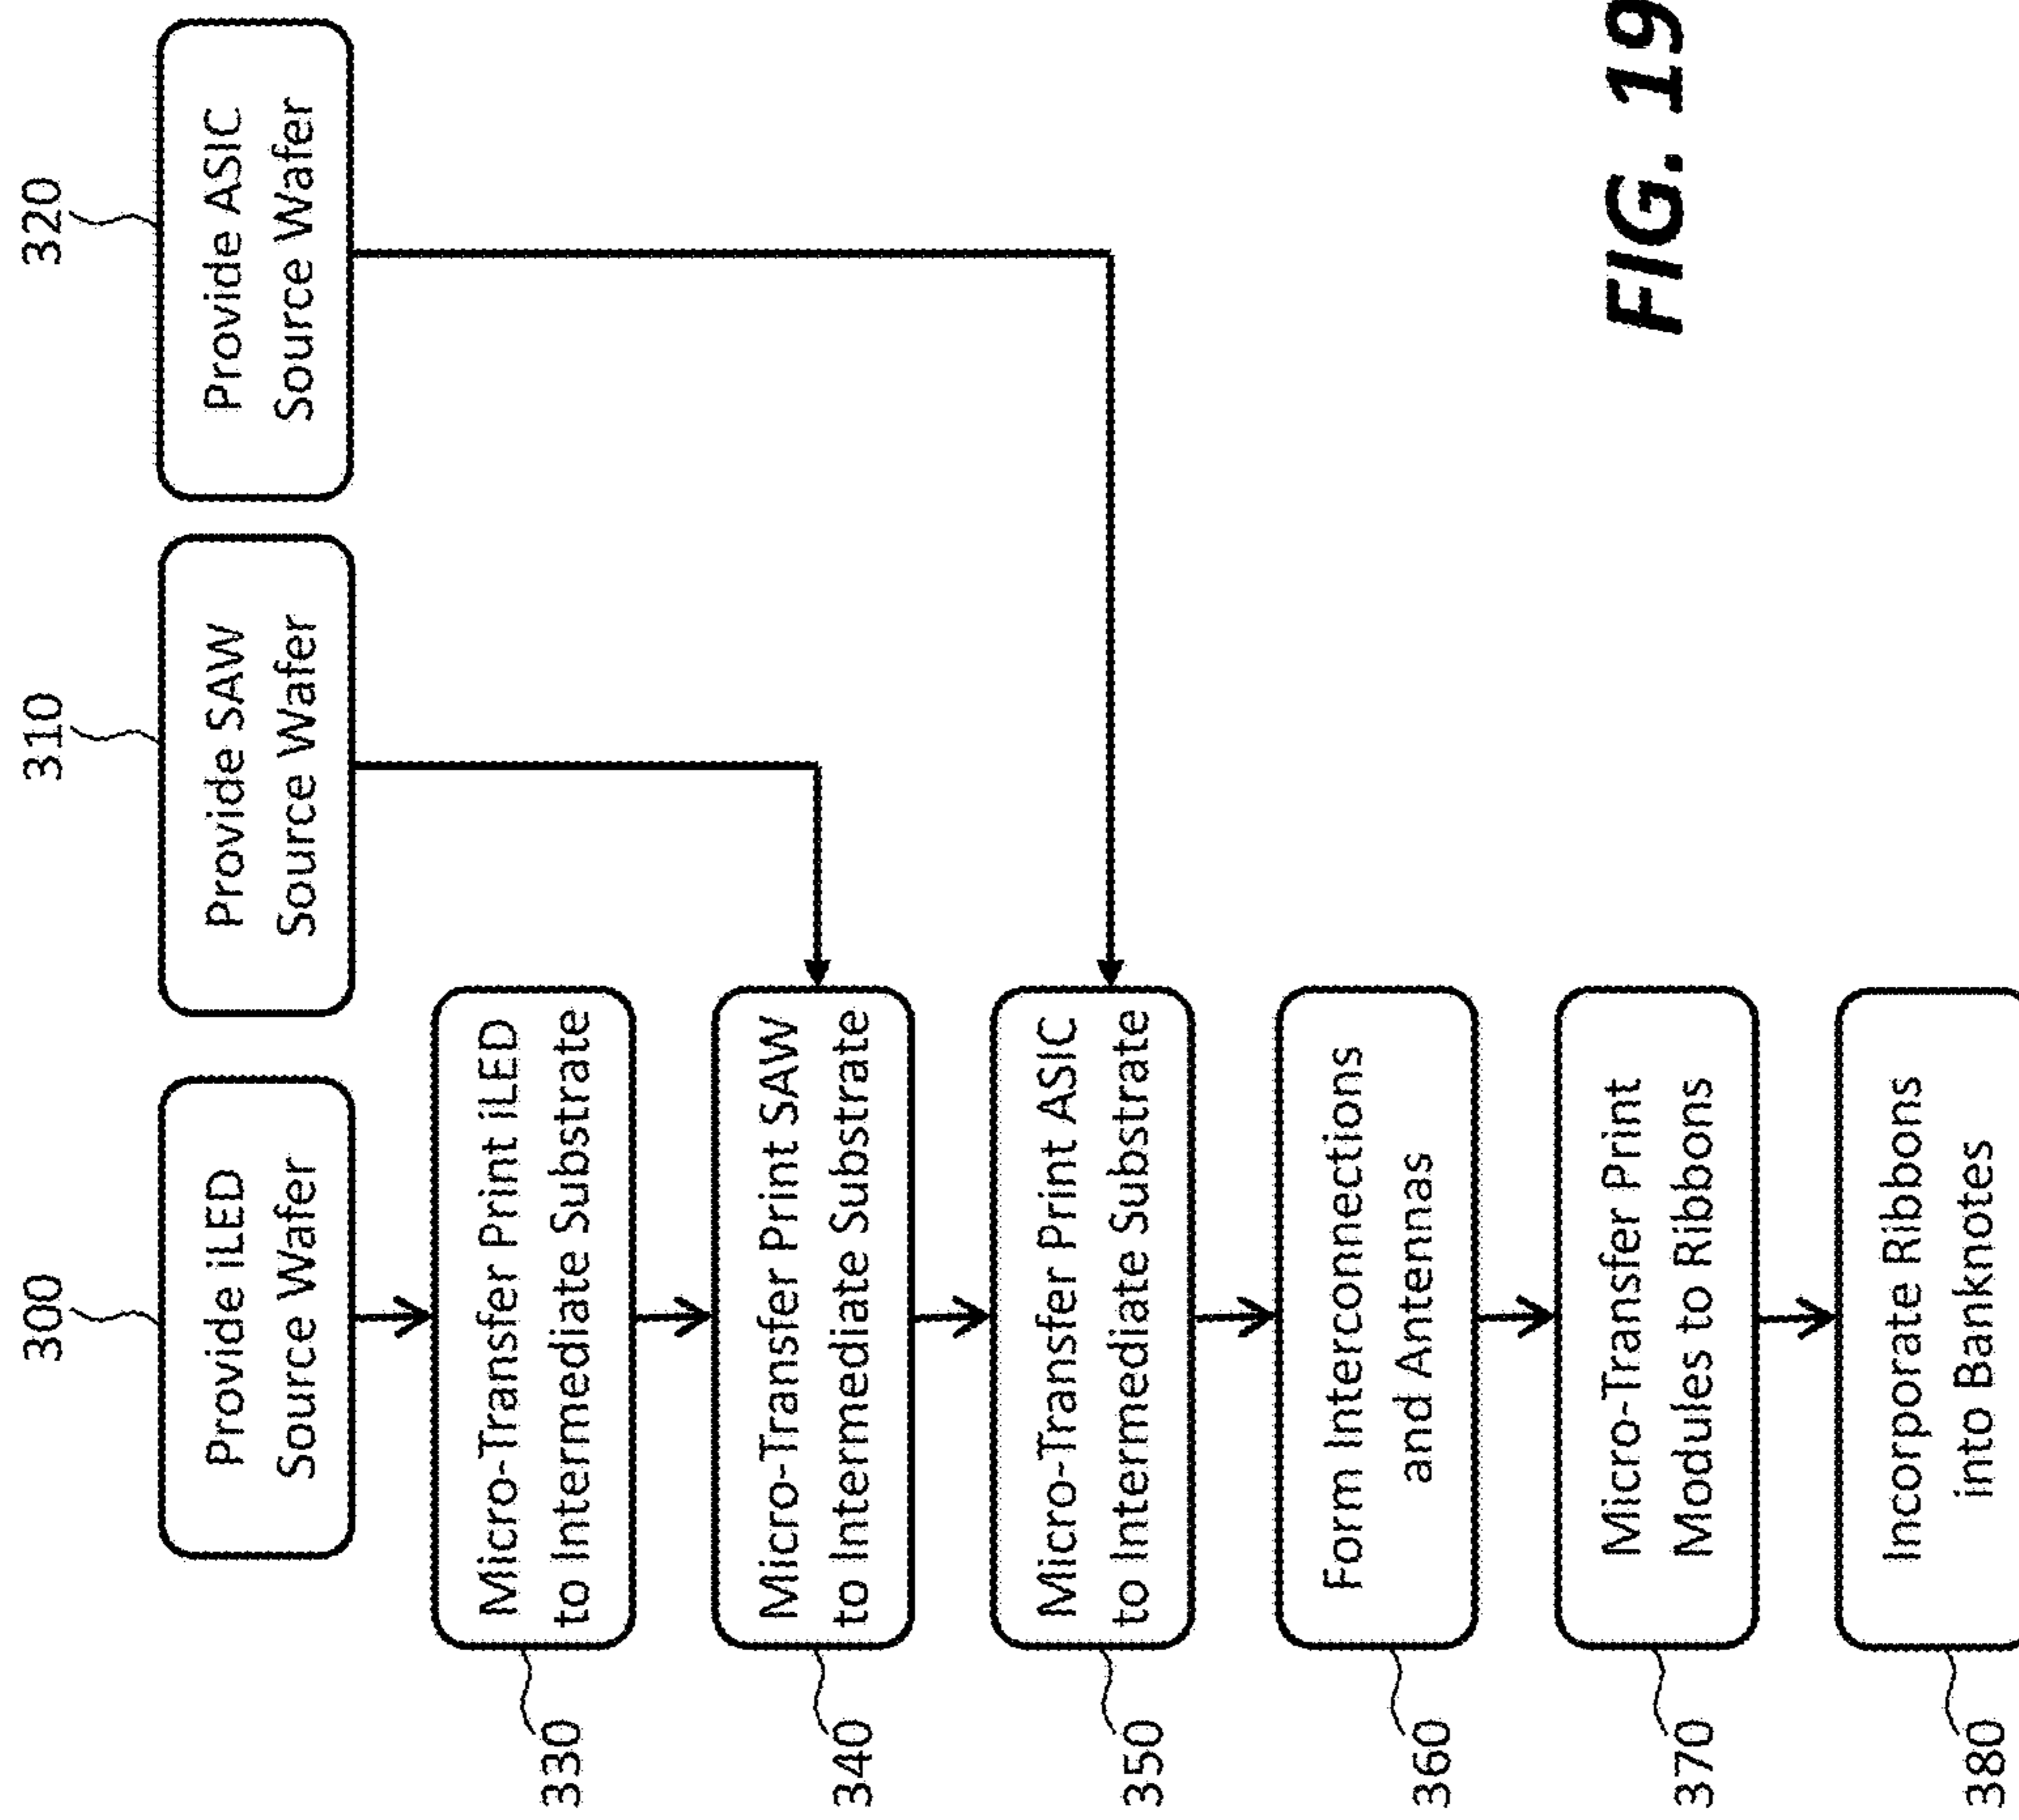 300
Provide iLED
Source Wafer
310
Provide SAW
Source Wafer
320
Provide ASIC
Source Wafer
330
Micro-Transfer Print iLED
to Intermediate Substrate
340
Micro-Transfer Print SAW
to Intermediate Substrate
350
Micro-Transfer Print ASIC
to Intermediate Substrate
360
Form Interconnections
and Antennas
370
Micro-Transfer Print
Modules to Ribbons
380
Incorporate Ribbons
into Banknotes
FIG. 19